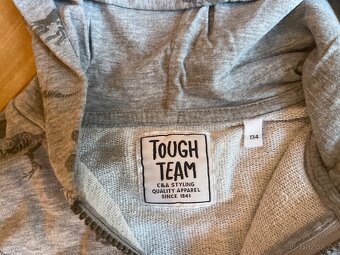 TOUGH
TEAM
C&A STYLING
QUALITY APPAREL
SINCE 1841
134